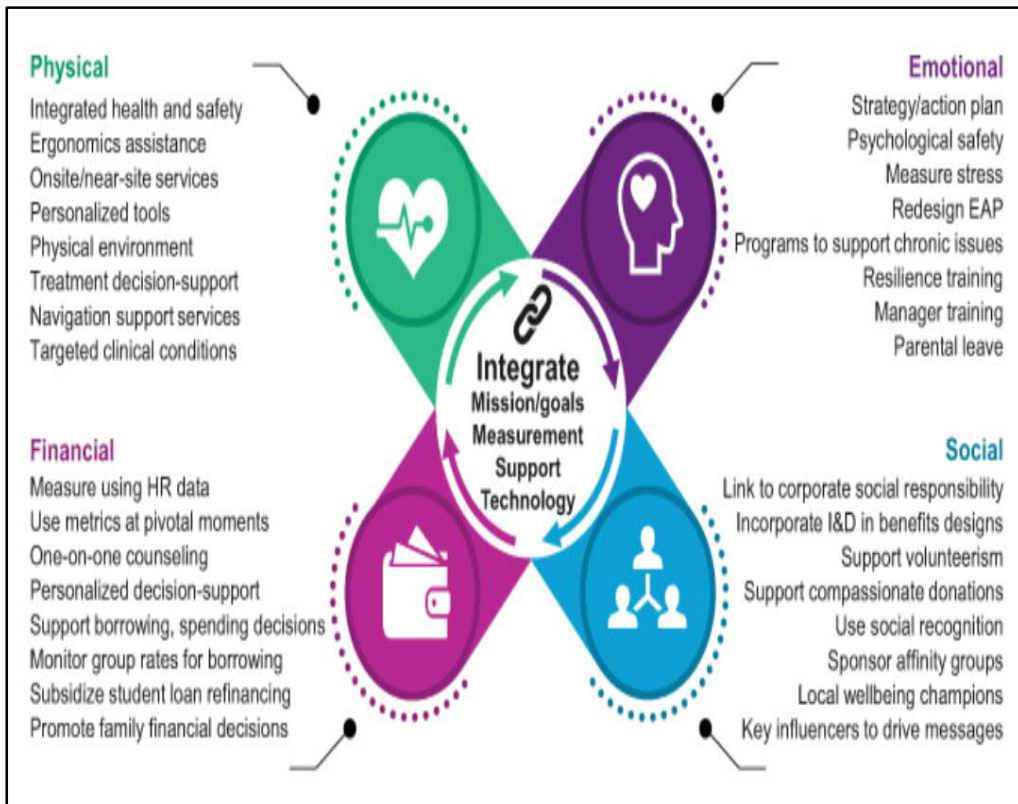 Physical
Integrated health and safety
Ergonomics assistance
Onsite/near-site services
Personalized tools
Physical environment
Treatment decision-support
Navigation support services
Targeted clinical conditions
Emotional
Strategy/action plan
Psychological safety
Measure stress
Redesign EAP
Programs to support chronic issues
Resilience training
Manager training
Parental leave
Integrate
Mission/goals
Measurement
Support
Technology
Financial
Measure using HR data
Use metrics at pivotal moments
One-on-one counseling
Personalized decision-support
Support borrowing, spending decisions
Monitor group rates for borrowing
Subsidize student loan refinancing
Promote family financial decisions
Social
Link to corporate social responsibility
Incorporate I&D in benefits designs
Support volunteerism
Support compassionate donations
Use social recognition
Sponsor affinity groups
Local wellbeing champions
Key influencers to drive messages